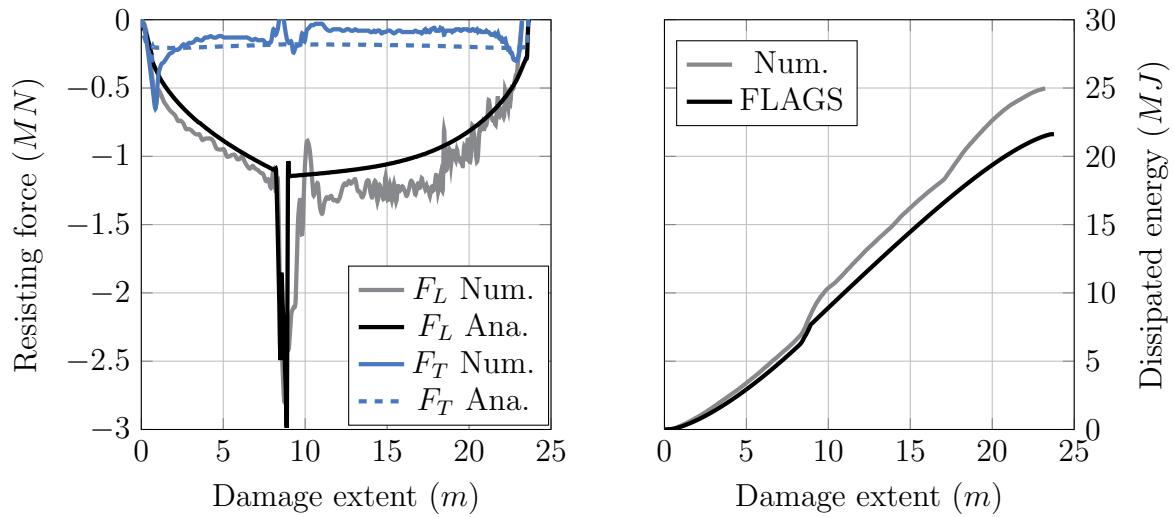 0
−0.5
−1
−1.5
−2
−2.5
−3
Resisting force (MN)
0 5 10 15 20 25
Damage extent (m)
F_L Num.
F_L Ana.
F_T Num.
F_T Ana.
Num.
FLAGS
30
25
20
15
10
5
0
Dissipated energy (MJ)
0 5 10 15 20 25
Damage extent (m)